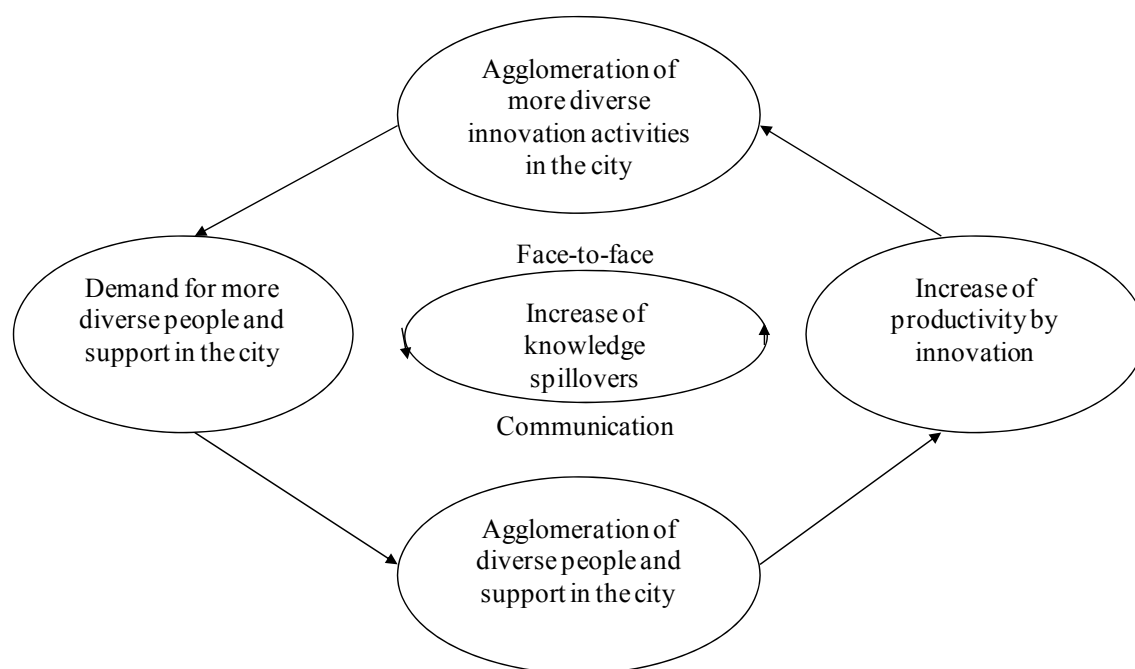 Agglomeration of
more diverse
innovation activities
in the city
Face-to-face
Demand for more
diverse people and
support in the city
Increase of
knowledge
spillovers
Increase of
productivity by
innovation
Communication
Agglomeration of
diverse people and
support in the city